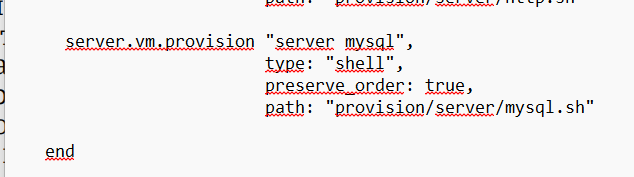 path: "provision/server/http.sh"
server.vm.provision "server mysql",
type: "shell",
preserve_order: true,
path: "provision/server/mysql.sh"
end